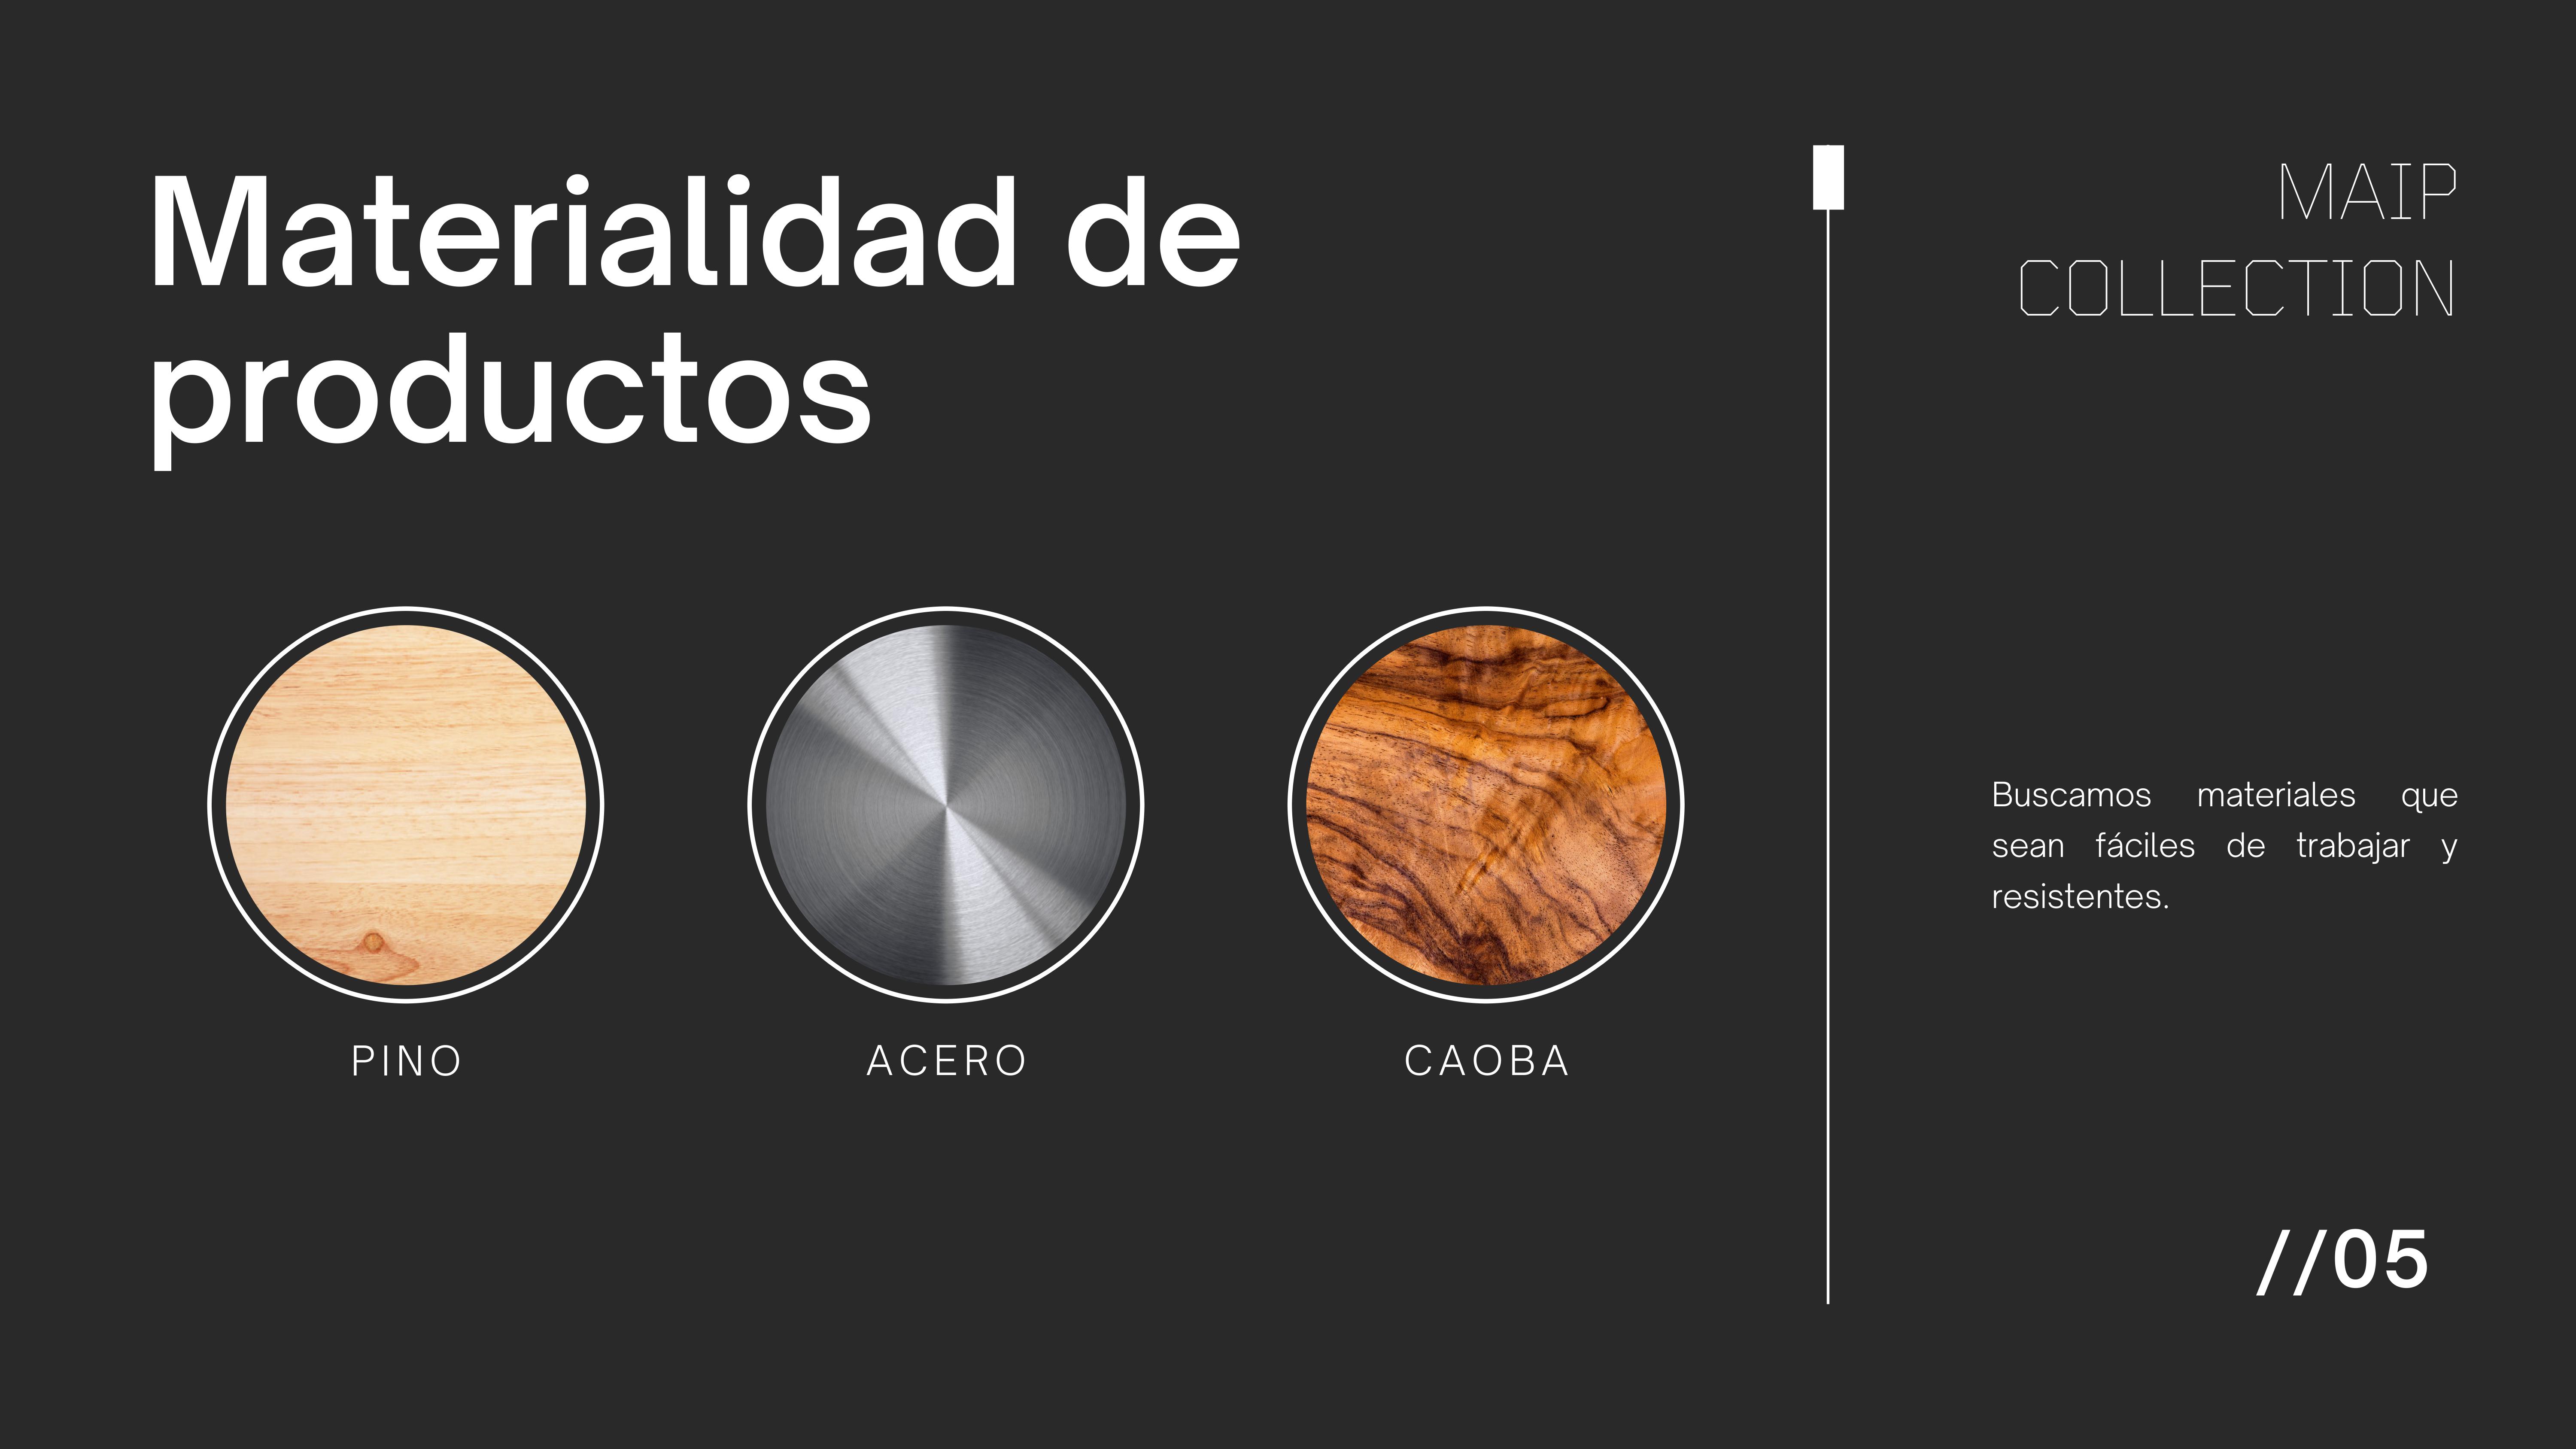 Materialidad de
productos
MAIP
COLLECTION
PINO
ACERO
CAOBA
Buscamos materiales que
sean fáciles de trabajar y
resistentes.
//05